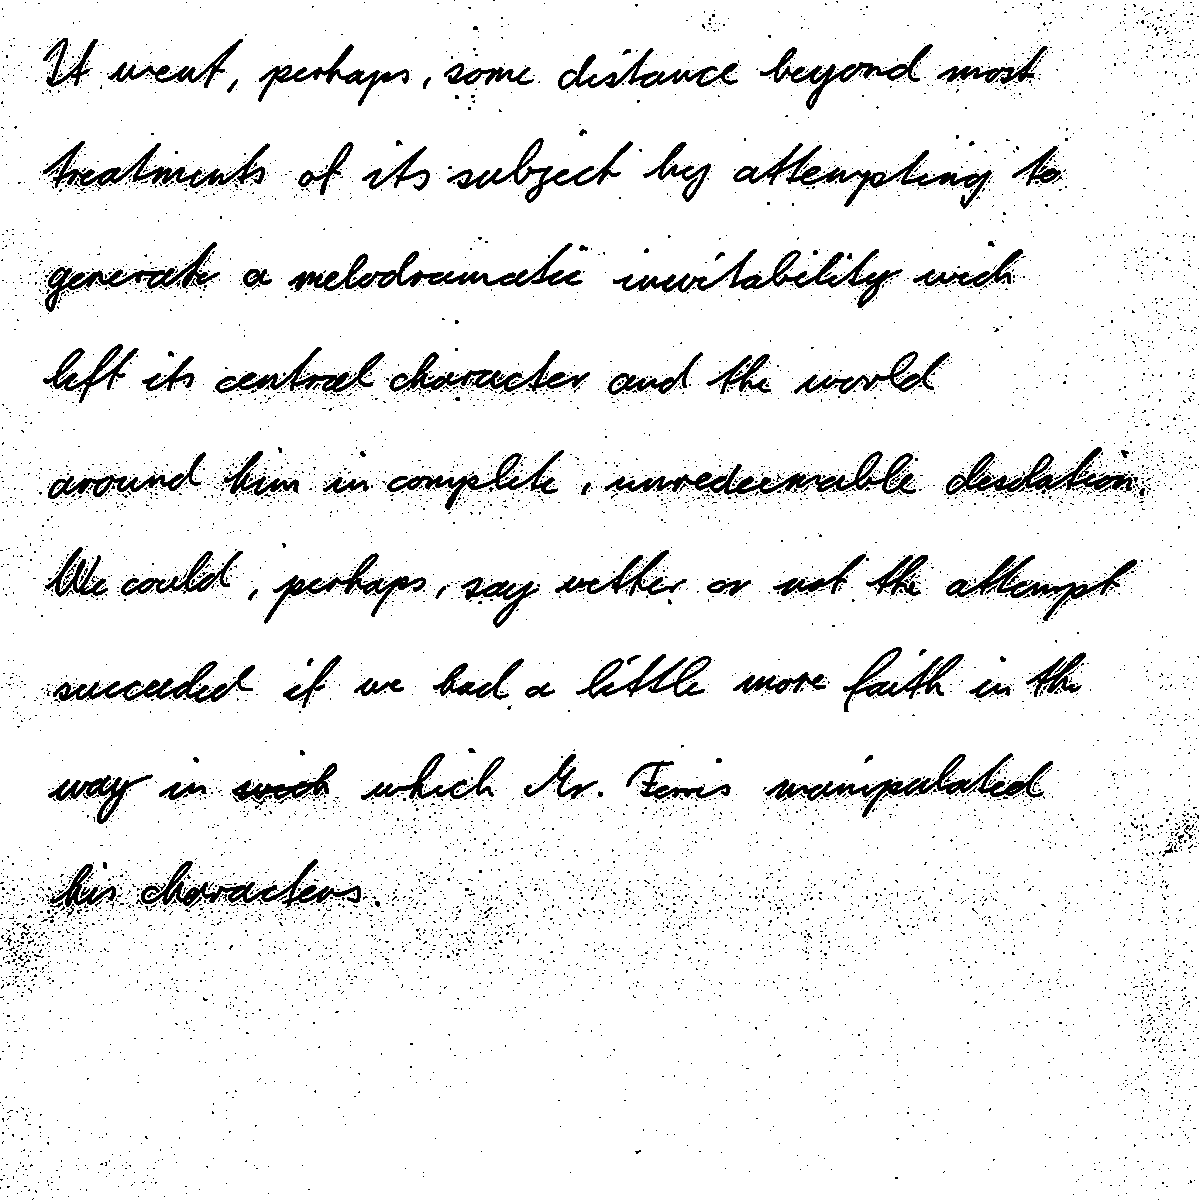 It went, perhaps, some distance beyond most
treatments of its subject by attempting to
generate a melodramatic inevitability wich
left its central character and the world
around him in complete, unredeemable desolation.
We could, perhaps, say wether or not the attempt
succeeded if we had a little more faith in the
way in wich which Mr. Ferris manipulated
his characters.